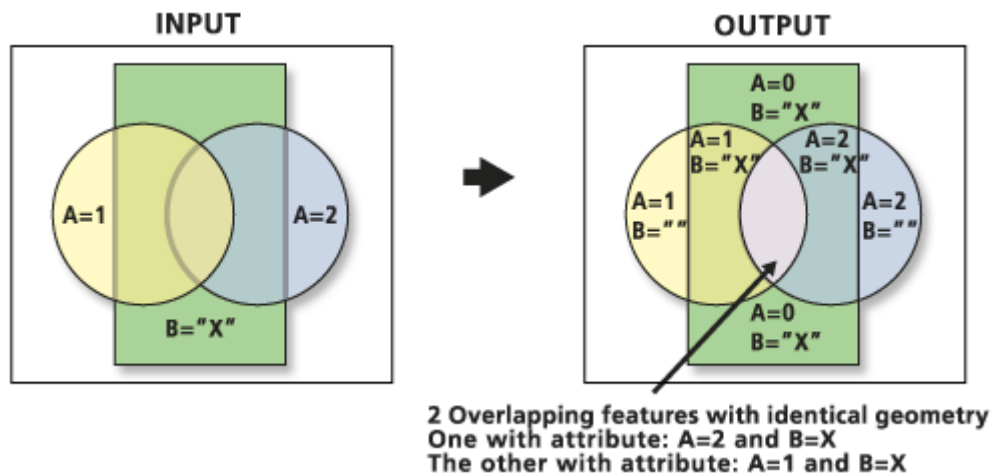 INPUT
OUTPUT
A=1
A=2
B="X"
A=0
B="X"
A=1
B="X"
A=2
B="X"
A=1
B=""
A=2
B=""
A=0
B="X"
2 Overlapping features with identical geometry
One with attribute: A=2 and B=X
The other with attribute: A=1 and B=X